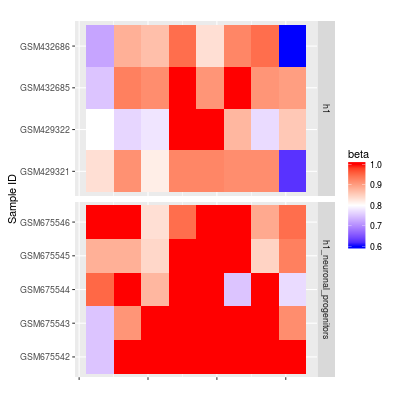 GSM432686
GSM432685
GSM429322
GSM429321
h1
GSM675546
GSM675545
GSM675544
GSM675543
GSM675542
h1_neuronal_progenitors
Sample ID
beta
1.0
0.9
0.8
0.7
0.6